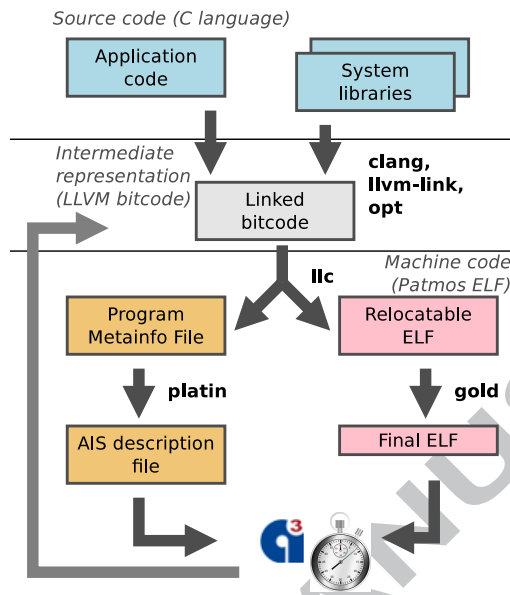 Source code (C language)
Application
code
System
libraries
Intermediate
representation
(LLVM bitcode)
clang,
llvm-link,
opt
Linked
bitcode
llc
Machine code
(Patmos ELF)
Program
Metainfo File
Relocatable
ELF
platin
gold
AIS description
file
Final ELF
a3